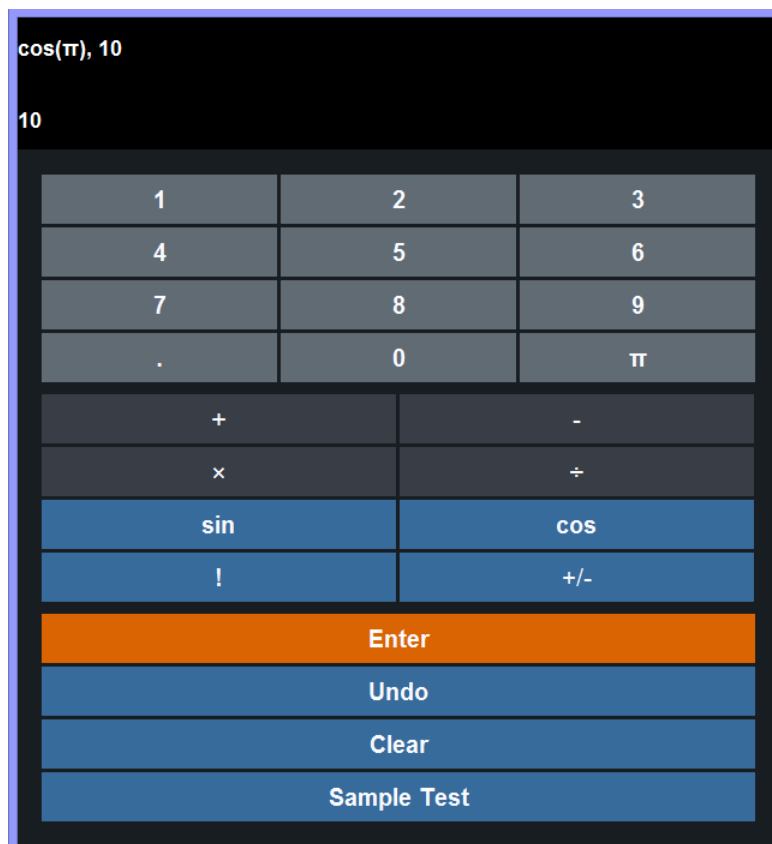 cos(π), 10
10
1 2 3
4 5 6
7 8 9
. 0 π
+ -
× ÷
sin cos
! +/-
Enter
Undo
Clear
Sample Test